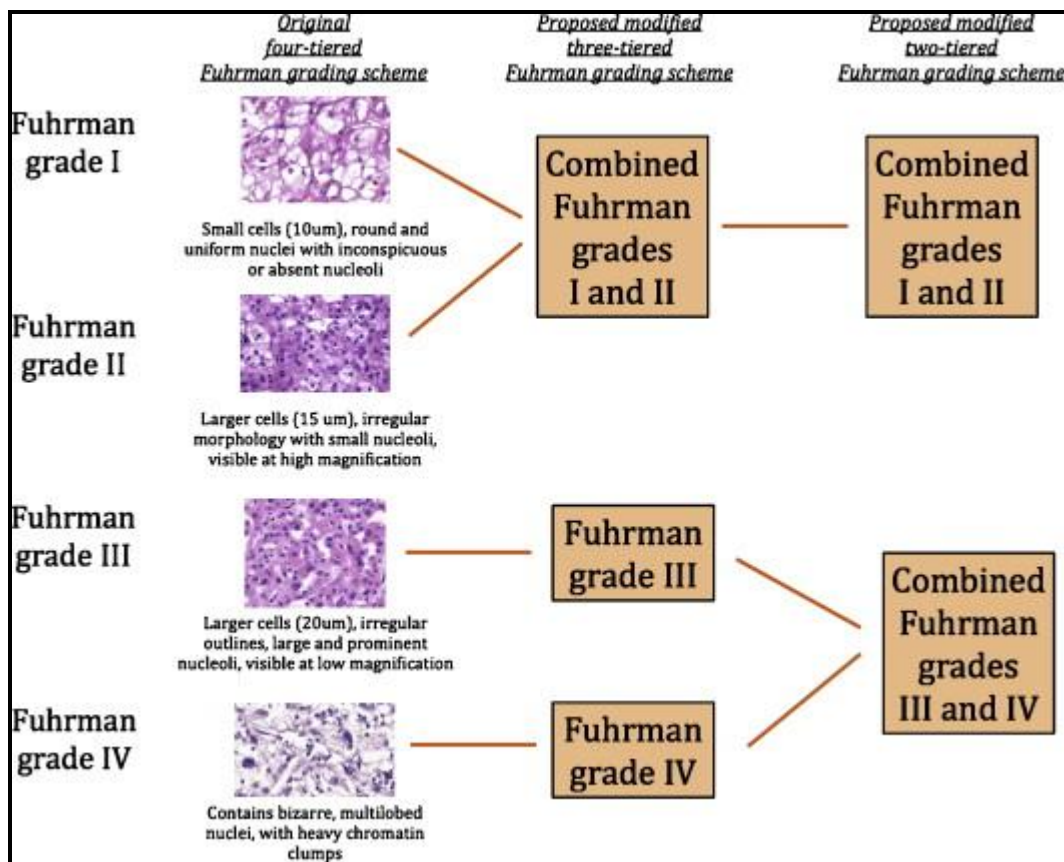 Original
four-tiered
Fuhrman grading scheme
Proposed modified
three-tiered
Fuhrman grading scheme
Proposed modified
two-tiered
Fuhrman grading scheme
Fuhrman
grade I
Small cells (10um), round and
uniform nuclei with inconspicuous
or absent nucleoli
Combined
Fuhrman
grades
I and II
Combined
Fuhrman
grades
I and II
Fuhrman
grade II
Larger cells (15 um), irregular
morphology with small nucleoli,
visible at high magnification
Fuhrman
grade III
Larger cells (20um), irregular
outlines, large and prominent
nucleoli, visible at low magnification
Fuhrman
grade III
Combined
Fuhrman
grades
III and IV
Fuhrman
grade IV
Contains bizarre, multilobed
nuclei, with heavy chromatin
clumps
Fuhrman
grade IV